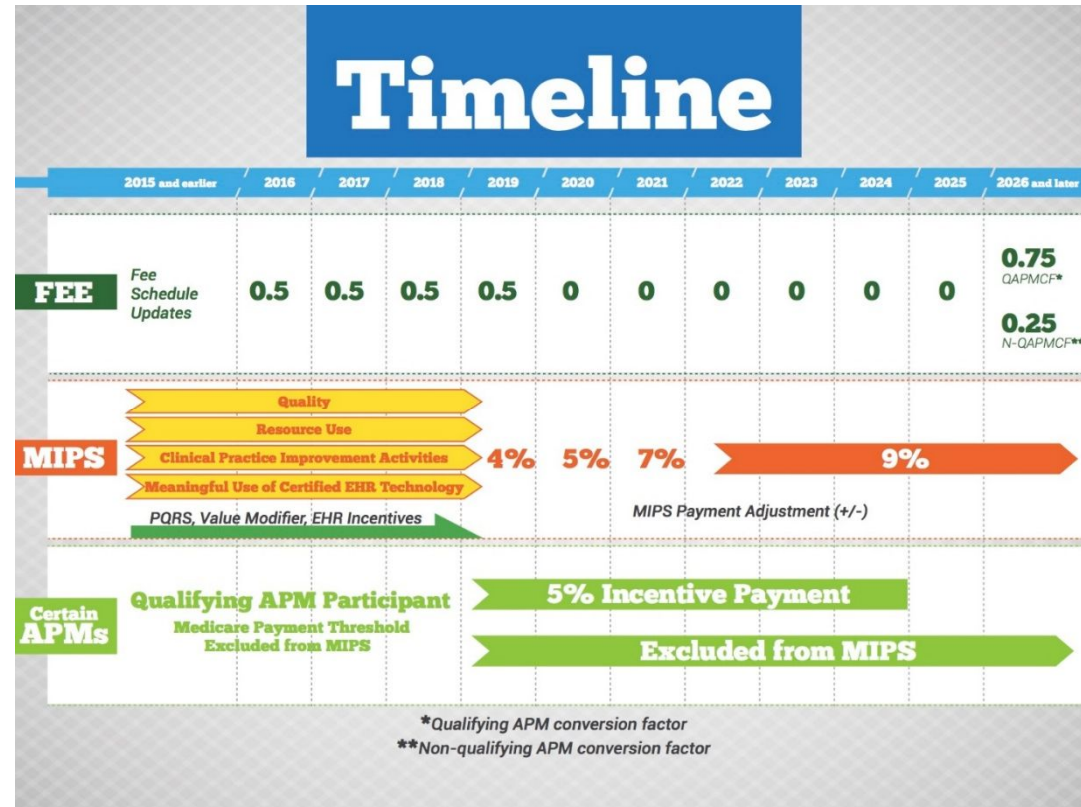 Timeline
2015 and earlier 2016 2017 2018 2019 2020 2021 2022 2023 2024 2025 2026 and later
FEE
Fee
Schedule
Updates
0.5 0.5 0.5 0.5 0 0 0 0 0 0
0.75
QAPMCF*
0.25
N-QAPMCF**
MIPS
Quality
Resource Use
Clinical Practice Improvement Activities
Meaningful Use of Certified EHR Technology
PQRS, Value Modifier, EHR Incentives
4% 5% 7% 9%
MIPS Payment Adjustment (+/-)
Certain
APMs
Qualifying APM Participant
Medicare Payment Threshold
Excluded from MIPS
5% Incentive Payment
Excluded from MIPS
*Qualifying APM conversion factor
**Non-qualifying APM conversion factor